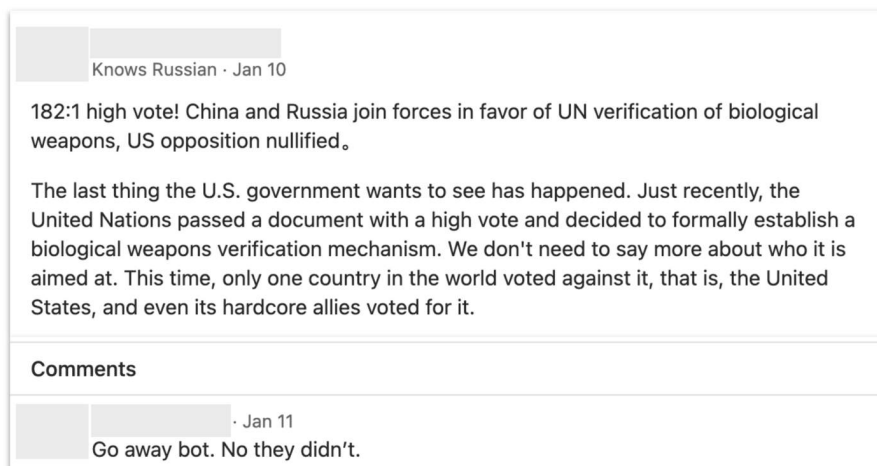 Knows Russian · Jan 10
182:1 high vote! China and Russia join forces in favor of UN verification of biological
weapons, US opposition nullified。
The last thing the U.S. government wants to see has happened. Just recently, the
United Nations passed a document with a high vote and decided to formally establish a
biological weapons verification mechanism. We don't need to say more about who it is
aimed at. This time, only one country in the world voted against it, that is, the United
States, and even its hardcore allies voted for it.
Comments
· Jan 11
Go away bot. No they didn’t.